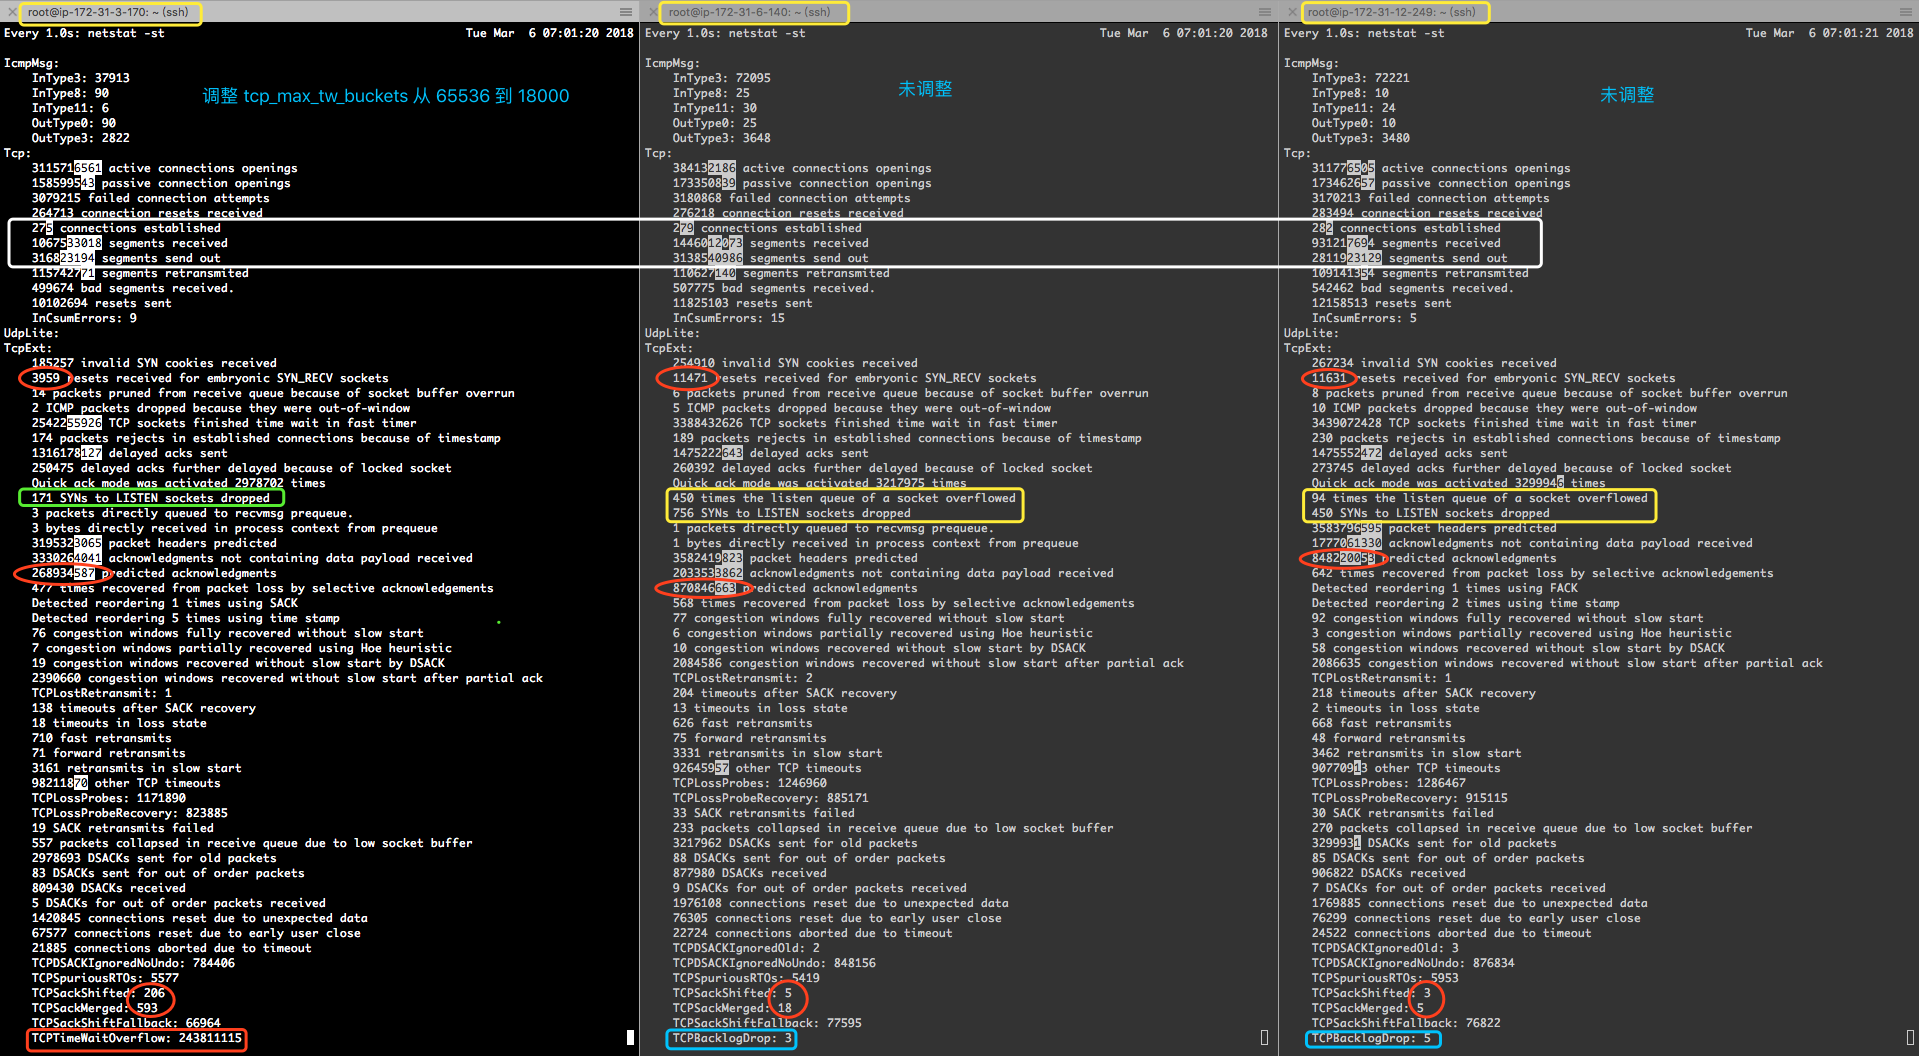 root@ip-172-31-3-170: ~ (ssh)
Every 1.0s: netstat -st Tue Mar 6 07:01:20 2018
IcmpMsg:
InType3: 37913
InType8: 90
InType11: 6
OutType0: 90
OutType3: 2822
调整 tcp_max_tw_buckets 从 65536 到 18000
Tcp:
3115716561 active connections openings
158599543 passive connection openings
3079215 failed connection attempts
264713 connection resets received
275 connections established
1067533018 segments received
316823194 segments send out
115742771 segments retransmited
499674 bad segments received.
10102694 resets sent
InCsumErrors: 9
UdpLite:
TcpExt:
185257 invalid SYN cookies received
3959 resets received for embryonic SYN_RECV sockets
14 packets pruned from receive queue because of socket buffer overrun
2 ICMP packets dropped because they were out-of-window
2542255926 TCP sockets finished time wait in fast timer
174 packets rejects in established connections because of timestamp
1316178127 delayed acks sent
250475 delayed acks further delayed because of locked socket
Quick ack mode was activated 2978702 times
171 SYNs to LISTEN sockets dropped
3 packets directly queued to recvmsg prequeue.
3 bytes directly received in process context from prequeue
3195323065 packet headers predicted
3330264041 acknowledgments not containing data payload received
268934587 predicted acknowledgments
477 times recovered from packet loss by selective acknowledgements
Detected reordering 1 times using SACK
Detected reordering 5 times using time stamp
76 congestion windows fully recovered without slow start
7 congestion windows partially recovered using Hoe heuristic
19 congestion windows recovered without slow start by DSACK
2390660 congestion windows recovered without slow start after partial ack
TCPLostRetransmit: 1
138 timeouts after SACK recovery
18 timeouts in loss state
710 fast retransmits
71 forward retransmits
3161 retransmits in slow start
98211870 other TCP timeouts
TCPLossProbes: 1171890
TCPLossProbeRecovery: 823885
19 SACK retransmits failed
557 packets collapsed in receive queue due to low socket buffer
2978693 DSACKs sent for old packets
83 DSACKs sent for out of order packets
809430 DSACKs received
5 DSACKs for out of order packets received
1420845 connections reset due to unexpected data
67577 connections reset due to early user close
21885 connections aborted due to timeout
TCPDSACKIgnoredNoUndo: 784406
TCPSpuriousRTOs: 5577
TCPSackShifted: 206
TCPSackMerged: 593
TCPSackShiftFallback: 66964
TCPTimeWaitOverflow: 243811115
root@ip-172-31-6-140: ~ (ssh)
Every 1.0s: netstat -st Tue Mar 6 07:01:20 2018
IcmpMsg:
InType3: 72095
InType8: 25
InType11: 30
OutType0: 25
OutType3: 3648
未调整
Tcp:
384132186 active connections openings
173350839 passive connection openings
3180868 failed connection attempts
276218 connection resets received
279 connections established
1446012073 segments received
3138540986 segments send out
110627140 segments retransmited
507775 bad segments received.
11825103 resets sent
InCsumErrors: 15
UdpLite:
TcpExt:
254910 invalid SYN cookies received
11471 resets received for embryonic SYN_RECV sockets
6 packets pruned from receive queue because of socket buffer overrun
5 ICMP packets dropped because they were out-of-window
3388432626 TCP sockets finished time wait in fast timer
189 packets rejects in established connections because of timestamp
1475222643 delayed acks sent
260392 delayed acks further delayed because of locked socket
Quick ack mode was activated 3217975 times
450 times the listen queue of a socket overflowed
756 SYNs to LISTEN sockets dropped
1 packets directly queued to recvmsg prequeue.
1 bytes directly received in process context from prequeue
3582419823 packet headers predicted
2033533862 acknowledgments not containing data payload received
870846663 predicted acknowledgments
568 times recovered from packet loss by selective acknowledgements
77 congestion windows fully recovered without slow start
6 congestion windows partially recovered using Hoe heuristic
10 congestion windows recovered without slow start by DSACK
2084586 congestion windows recovered without slow start after partial ack
TCPLostRetransmit: 2
204 timeouts after SACK recovery
13 timeouts in loss state
626 fast retransmits
75 forward retransmits
3331 retransmits in slow start
92645957 other TCP timeouts
TCPLossProbes: 1246960
TCPLossProbeRecovery: 885171
33 SACK retransmits failed
233 packets collapsed in receive queue due to low socket buffer
3217962 DSACKs sent for old packets
88 DSACKs sent for out of order packets
877980 DSACKs received
9 DSACKs for out of order packets received
1976108 connections reset due to unexpected data
76305 connections reset due to early user close
22724 connections aborted due to timeout
TCPDSACKIgnoredOld: 2
TCPDSACKIgnoredNoUndo: 848156
TCPSpuriousRTOs: 5419
TCPSackShifted: 5
TCPSackMerged: 18
TCPSackShiftFallback: 77595
TCPBacklogDrop: 3
root@ip-172-31-12-249: ~ (ssh)
Every 1.0s: netstat -st Tue Mar 6 07:01:21 2018
IcmpMsg:
InType3: 72221
InType8: 10
InType11: 24
OutType0: 10
OutType3: 3480
未调整
Tcp:
311776505 active connections openings
173462657 passive connection openings
3170213 failed connection attempts
283494 connection resets received
282 connections established
931217694 segments received
2811923129 segments send out
109141354 segments retransmited
542462 bad segments received.
12158513 resets sent
InCsumErrors: 5
UdpLite:
TcpExt:
267234 invalid SYN cookies received
11631 resets received for embryonic SYN_RECV sockets
8 packets pruned from receive queue because of socket buffer overrun
10 ICMP packets dropped because they were out-of-window
3439072428 TCP sockets finished time wait in fast timer
230 packets rejects in established connections because of timestamp
1475552472 delayed acks sent
273745 delayed acks further delayed because of locked socket
Quick ack mode was activated 3299946 times
94 times the listen queue of a socket overflowed
450 SYNs to LISTEN sockets dropped
3583796595 packet headers predicted
1777061330 acknowledgments not containing data payload received
848220053 predicted acknowledgments
642 times recovered from packet loss by selective acknowledgements
Detected reordering 1 times using FACK
Detected reordering 2 times using time stamp
92 congestion windows fully recovered without slow start
3 congestion windows partially recovered using Hoe heuristic
58 congestion windows recovered without slow start by DSACK
2086635 congestion windows recovered without slow start after partial ack
TCPLostRetransmit: 1
218 timeouts after SACK recovery
2 timeouts in loss state
668 fast retransmits
48 forward retransmits
3462 retransmits in slow start
90770913 other TCP timeouts
TCPLossProbes: 1286467
TCPLossProbeRecovery: 915115
30 SACK retransmits failed
270 packets collapsed in receive queue due to low socket buffer
3299931 DSACKs sent for old packets
85 DSACKs sent for out of order packets
906822 DSACKs received
7 DSACKs for out of order packets received
1769885 connections reset due to unexpected data
76299 connections reset due to early user close
24522 connections aborted due to timeout
TCPDSACKIgnoredOld: 3
TCPDSACKIgnoredNoUndo: 876834
TCPSpuriousRTOs: 5953
TCPSackShifted: 3
TCPSackMerged: 5
TCPSackShiftFallback: 76822
TCPBacklogDrop: 5